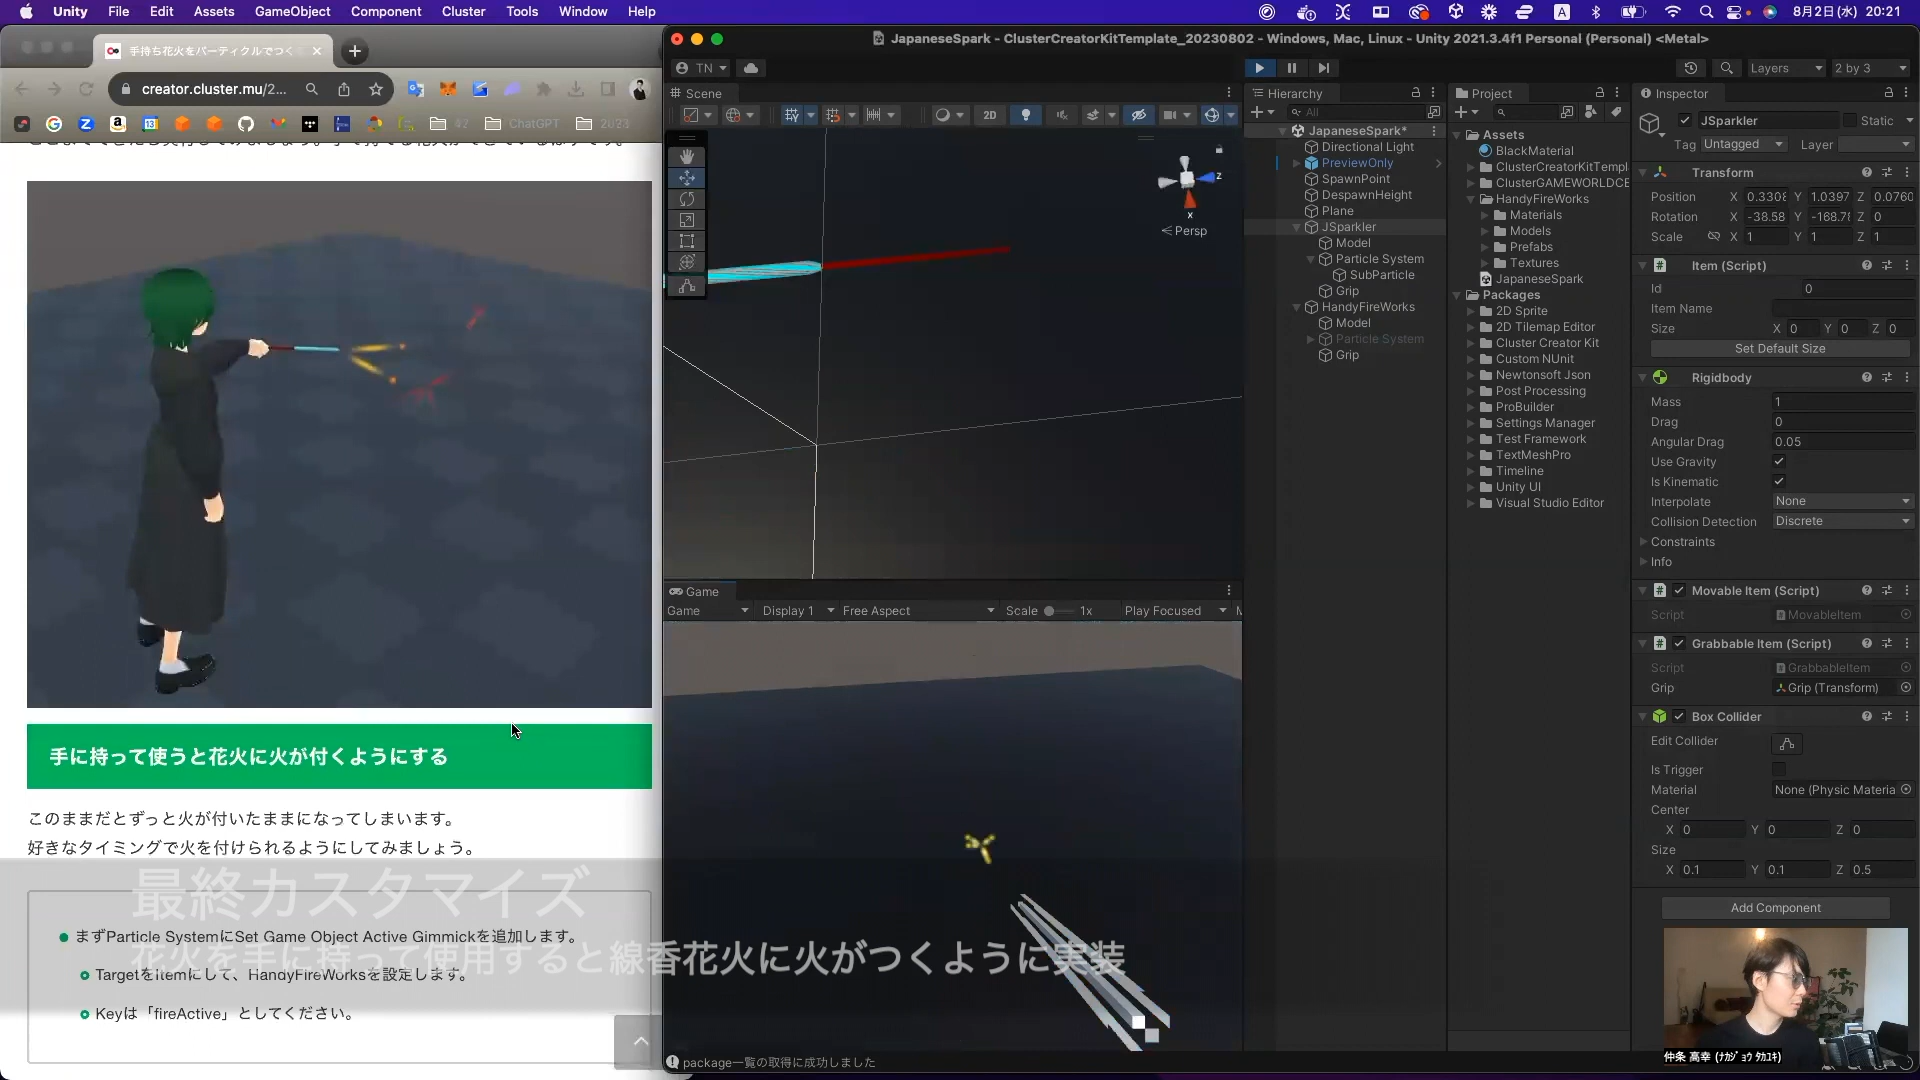 Unity File Edit Assets GameObject Component Cluster Tools Window Help
8月2日(水) 20:21
手持ち花火をパーティクルでつく
creator.cluster.mu/2...
#2 ChatGPT 2023
手に持って使うと花火に火が付くようにする
このままだとずっと火が付いたままになってしまいます。
好きなタイミングで火を付けられるようにしてみましょう。
最終カスタマイズ
まずParticle SystemにSet Game Object Active Gimmickを追加します。
花火を手に持って使用すると線香花火に火がつくように実装
TargetをItemにして、HandyFireWorksを設定します。
Keyは「fireActive」としてください。
JapaneseSpark - ClusterCreatorKitTemplate_20230802 - Windows, Mac, Linux - Unity 2021.3.4f1 Personal (Personal) <Metal>
TN
Layers 2 by 3
Scene
2D
z
x
Persp
Game
Game Display 1 Free Aspect Scale 1x Play Focused
package一覧の取得に成功しました
Hierarchy
All
JapaneseSpark*
Directional Light
PreviewOnly
SpawnPoint
DespawnHeight
Plane
JSparkler
Model
Particle System
SubParticle
Grip
HandyFireWorks
Model
Particle System
Grip
Project
Assets
BlackMaterial
ClusterCreatorKitTempl
ClusterGAMEWORLDCE
HandyFireWorks
Materials
Models
Prefabs
Textures
JapaneseSpark
Packages
2D Sprite
2D Tilemap Editor
Cluster Creator Kit
Custom NUnit
Newtonsoft Json
Post Processing
ProBuilder
Settings Manager
Test Framework
TextMeshPro
Timeline
Unity UI
Visual Studio Editor
Inspector
JSparkler Static
Tag Untagged Layer
Transform
Position X 0.3308 Y 1.0397 Z 0.0760
Rotation X -38.58 Y -168.78 Z 0
Scale X 1 Y 1 Z 1
Item (Script)
Id 0
Item Name
Size X 0 Y 0 Z 0
Set Default Size
Rigidbody
Mass 1
Drag 0
Angular Drag 0.05
Use Gravity
Is Kinematic
Interpolate None
Collision Detection Discrete
Constraints
Info
Movable Item (Script)
Script MovableItem
Grabbable Item (Script)
Script GrabbableItem
Grip Grip (Transform)
Box Collider
Edit Collider
Is Trigger
Material None (Physic Materia
Center
X 0 Y 0 Z 0
Size
X 0.1 Y 0.1 Z 0.5
Add Component
仲条 高幸 (ﾅｶｼﾞｮｳ ﾀｶﾕｷ)